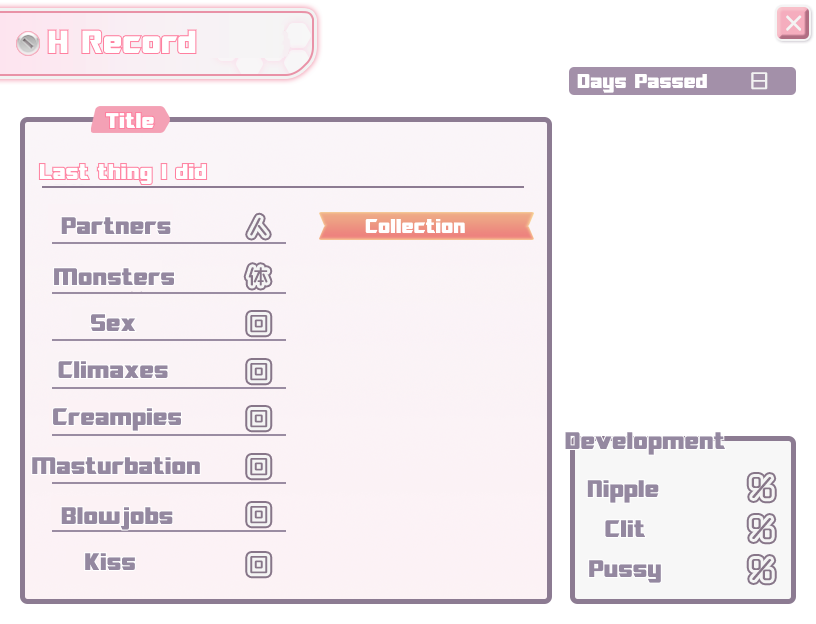 H Record
Days Passed 日
Title
Last thing I did
Partners 人
Collection
Monsters 体
Sex 回
Climaxes 回
Creampies 回
Masturbation 回
Blowjobs 回
Kiss 回
Development
Nipple %
Clit %
Pussy %